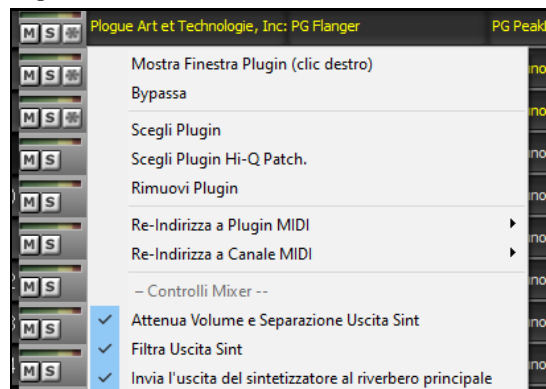 M S Plogue Art et Technologie, Inc: PG Flanger PG Peak
M S
M S
M S
M S
M S
M S
M S
M S
Mostra Finestra Plugin (clic destro)
Bypassa
Scegli Plugin
Scegli Plugin Hi-Q Patch.
Rimuovi Plugin
Re-Indirizza a Plugin MIDI
Re-Indirizza a Canale MIDI
– Controlli Mixer --
Attenua Volume e Separazione Uscita Sint
Filtra Uscita Sint
Invia l'uscita del sintetizzatore al riverbero principale